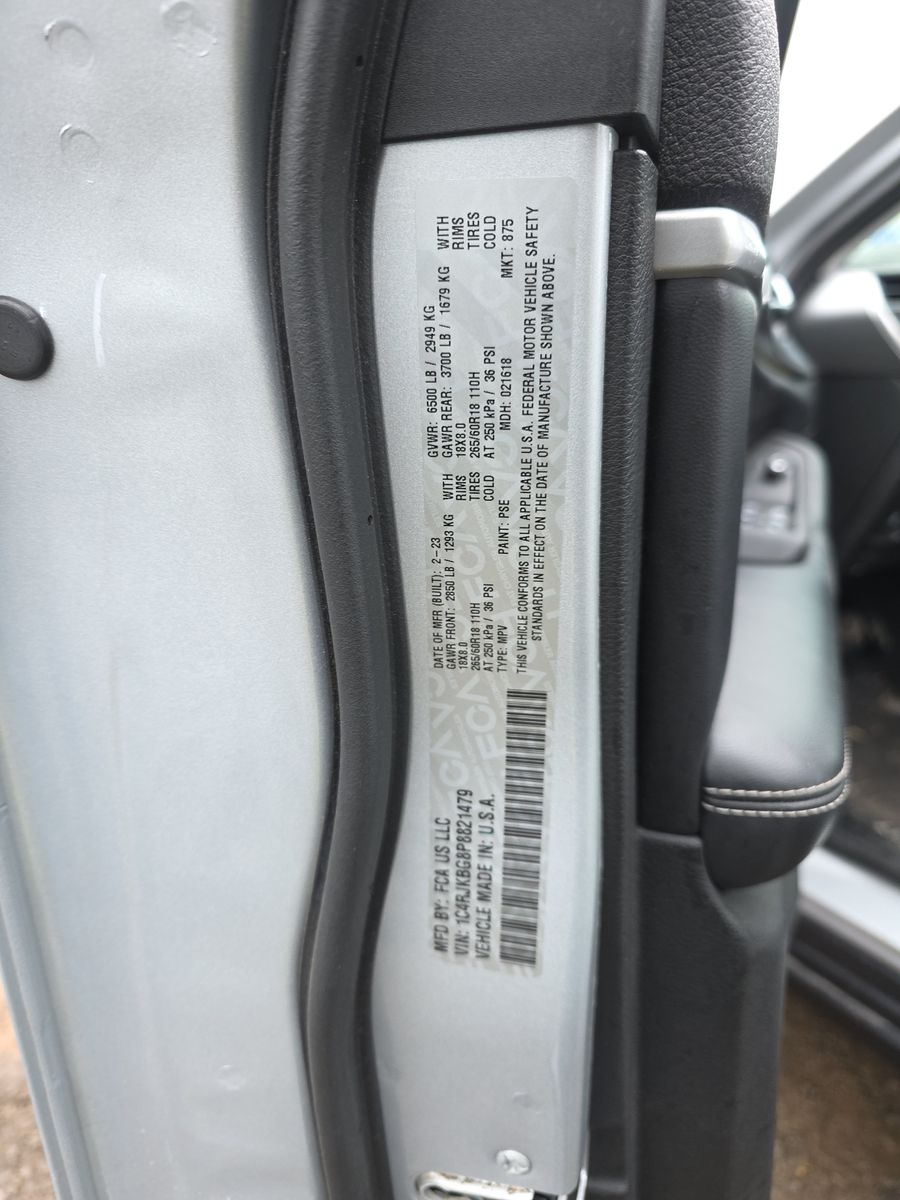 MFD BY: FCA US LLC
VIN: 1C4RJKBG8P8821479
VEHICLE MADE IN: U.S.A.
DATE OF MFR (BUILT): 2-23 GVWR: 6500 LB / 2949 KG
GAWR FRONT: 2850 LB / 1293 KG WITH GAWR REAR: 3700 LB / 1679 KG WITH
18X8.0 RIMS 18X8.0 RIMS
265/60R18 110H TIRES 265/60R18 110H TIRES
AT 250 kPa / 36 PSI COLD AT 250 kPa / 36 PSI COLD
TYPE: MPV PAINT: PSE MDH: 021618 MKT: 875
THIS VEHICLE CONFORMS TO ALL APPLICABLE U.S.A. FEDERAL MOTOR VEHICLE SAFETY
STANDARDS IN EFFECT ON THE DATE OF MANUFACTURE SHOWN ABOVE.